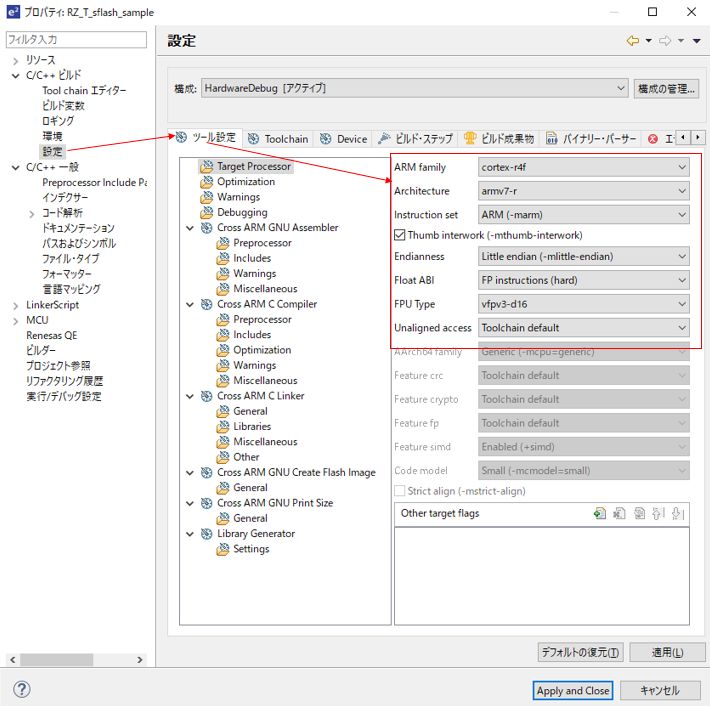 e² プロパティ: RZ_T_sflash_sample
フィルタ入力
設定
リソース
C/C++ ビルド
Tool chain エディター
ビルド変数
ロギング
環境
設定
C/C++ 一般
Preprocessor Include Pa
インデクサー
コード解析
ドキュメンテーション
パスおよびシンボル
ファイル・タイプ
フォーマッター
言語マッピング
LinkerScript
MCU
Renesas QE
ビルダー
プロジェクト参照
リファクタリング履歴
実行/デバッグ設定
構成: HardwareDebug [アクティブ] 構成の管理...
ツール設定 Toolchain Device ビルド・ステップ ビルド成果物 バイナリー・パーサー エ
Target Processor
Optimization
Warnings
Debugging
Cross ARM GNU Assembler
Preprocessor
Includes
Warnings
Miscellaneous
Cross ARM C Compiler
Preprocessor
Includes
Optimization
Warnings
Miscellaneous
Cross ARM C Linker
General
Libraries
Miscellaneous
Other
Cross ARM GNU Create Flash Image
General
Cross ARM GNU Print Size
General
Library Generator
Settings
ARM family cortex-r4f
Architecture armv7-r
Instruction set ARM (-marm)
Thumb interwork (-mthumb-interwork)
Endianness Little endian (-mlittle-endian)
Float ABI FP instructions (hard)
FPU Type vfpv3-d16
Unaligned access Toolchain default
AArch64 family Generic (-mcpu=generic)
Feature crc Toolchain default
Feature crypto Toolchain default
Feature fp Toolchain default
Feature simd Enabled (+simd)
Code model Small (-mcmodel=small)
Strict align (-mstrict-align)
Other target flags
デフォルトの復元(T) 適用(L)
? Apply and Close キャンセル